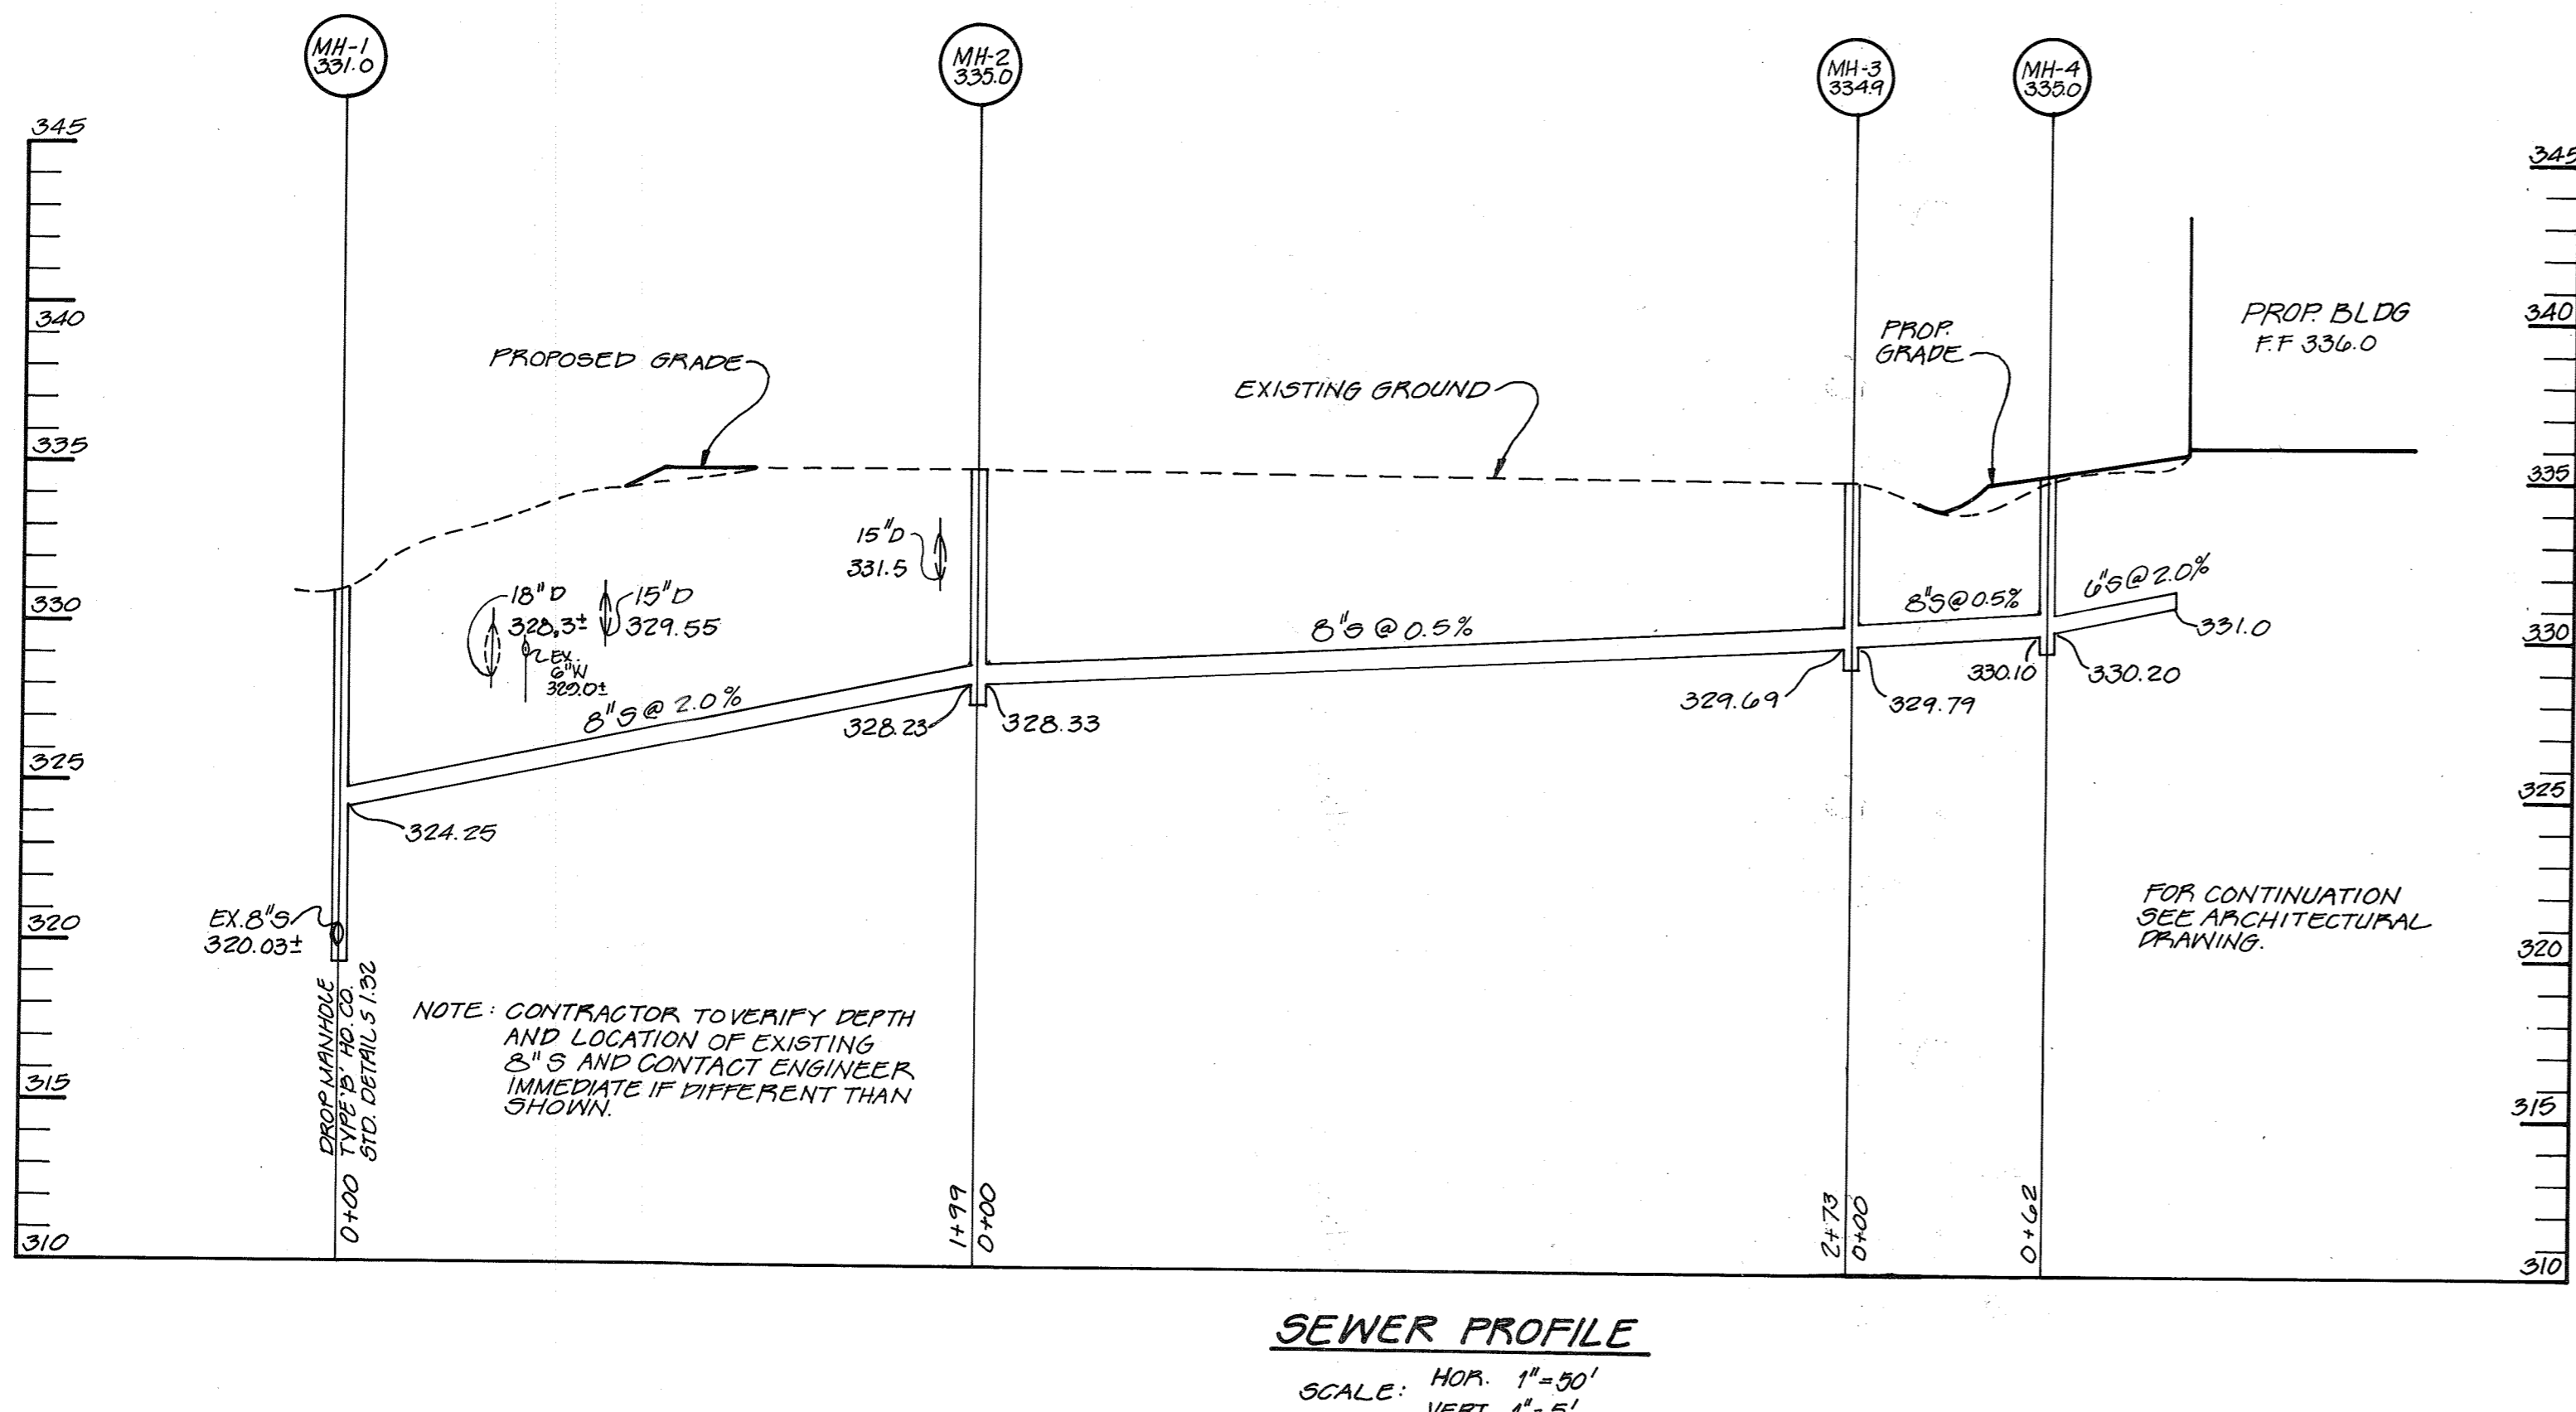 MH-1
331.0
MH-2
335.0
MH-3
334.9
MH-4
335.0
345
340
335
330
325
320
315
310
345
340
335
330
325
320
315
310
PROPOSED GRADE
EXISTING GROUND
PROP.
GRADE
PROP. BLDG
F.F 336.0
18"D
328.3±
15"D
329.55
EX.
6"W
329.0±
15"D
331.5
8"S @ 2.0%
8"S @ 0.5%
8"S@0.5%
6"S@2.0%
324.25
328.23
328.33
329.69
329.79
330.10
330.20
331.0
EX.8"S
320.03±
DROP MANHOLE
TYPE 'B' HO. CO.
STD. DETAILS 1.32
NOTE: CONTRACTOR TO VERIFY DEPTH
AND LOCATION OF EXISTING
8" S AND CONTACT ENGINEER
IMMEDIATE IF DIFFERENT THAN
SHOWN.
FOR CONTINUATION
SEE ARCHITECTURAL
DRAWING.
0+00
1+99
0+00
2+73
0+00
0+62
SEWER PROFILE
SCALE: HOR. 1"=50'
VERT. 1"=5'